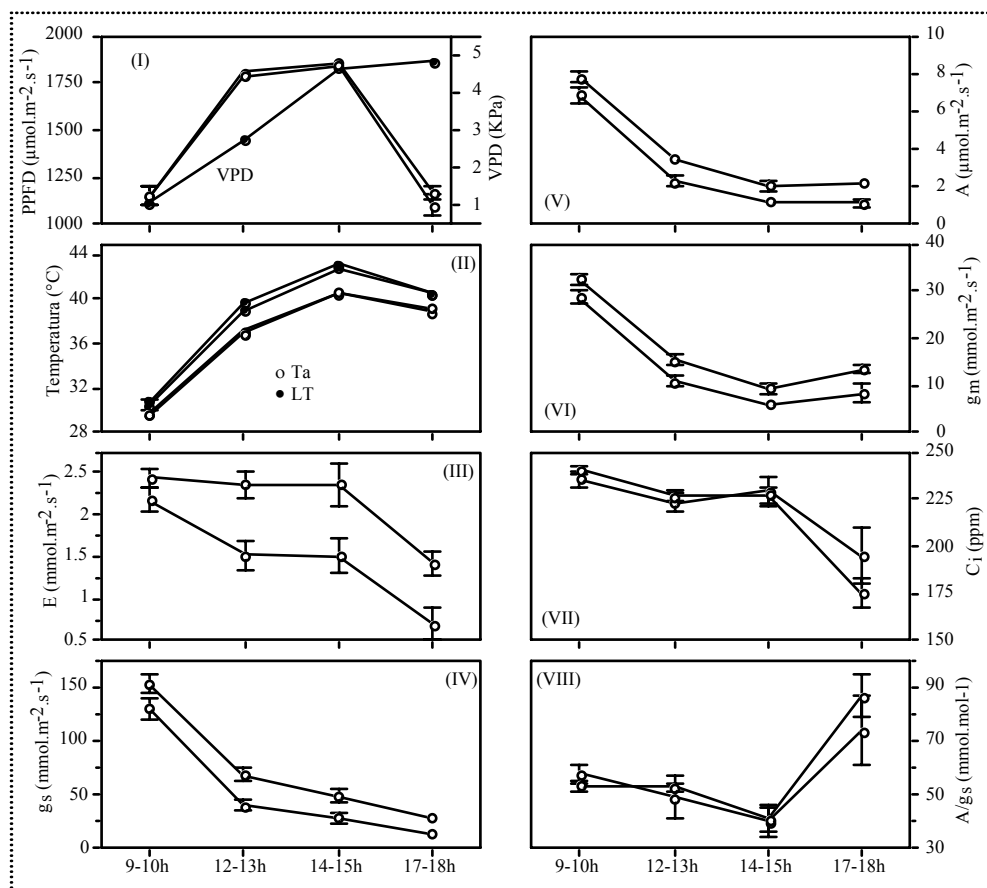 2000
1750
1500
1250
1000
PPFD (µmol.m-2.s-1)
(I)
VPD
5
4
3
2
1
VPD (KPa)
10
8
6
4
2
0
A (µmol.m-2.s-1)
(V)
44
40
36
32
28
Temperatura (°C)
(II)
Ta
LT
40
30
20
10
0
gm (mmol.m-2.s-1)
(VI)
2.5
2
1.5
1
0.5
E (mmol.m-2.s-1)
(III)
250
225
200
175
150
Ci (ppm)
(VII)
150
100
50
0
gs (mmol.m-2.s-1)
(IV)
90
70
50
30
A/gs (mmol.mol-1)
(VIII)
9-10h 12-13h 14-15h 17-18h
9-10h 12-13h 14-15h 17-18h